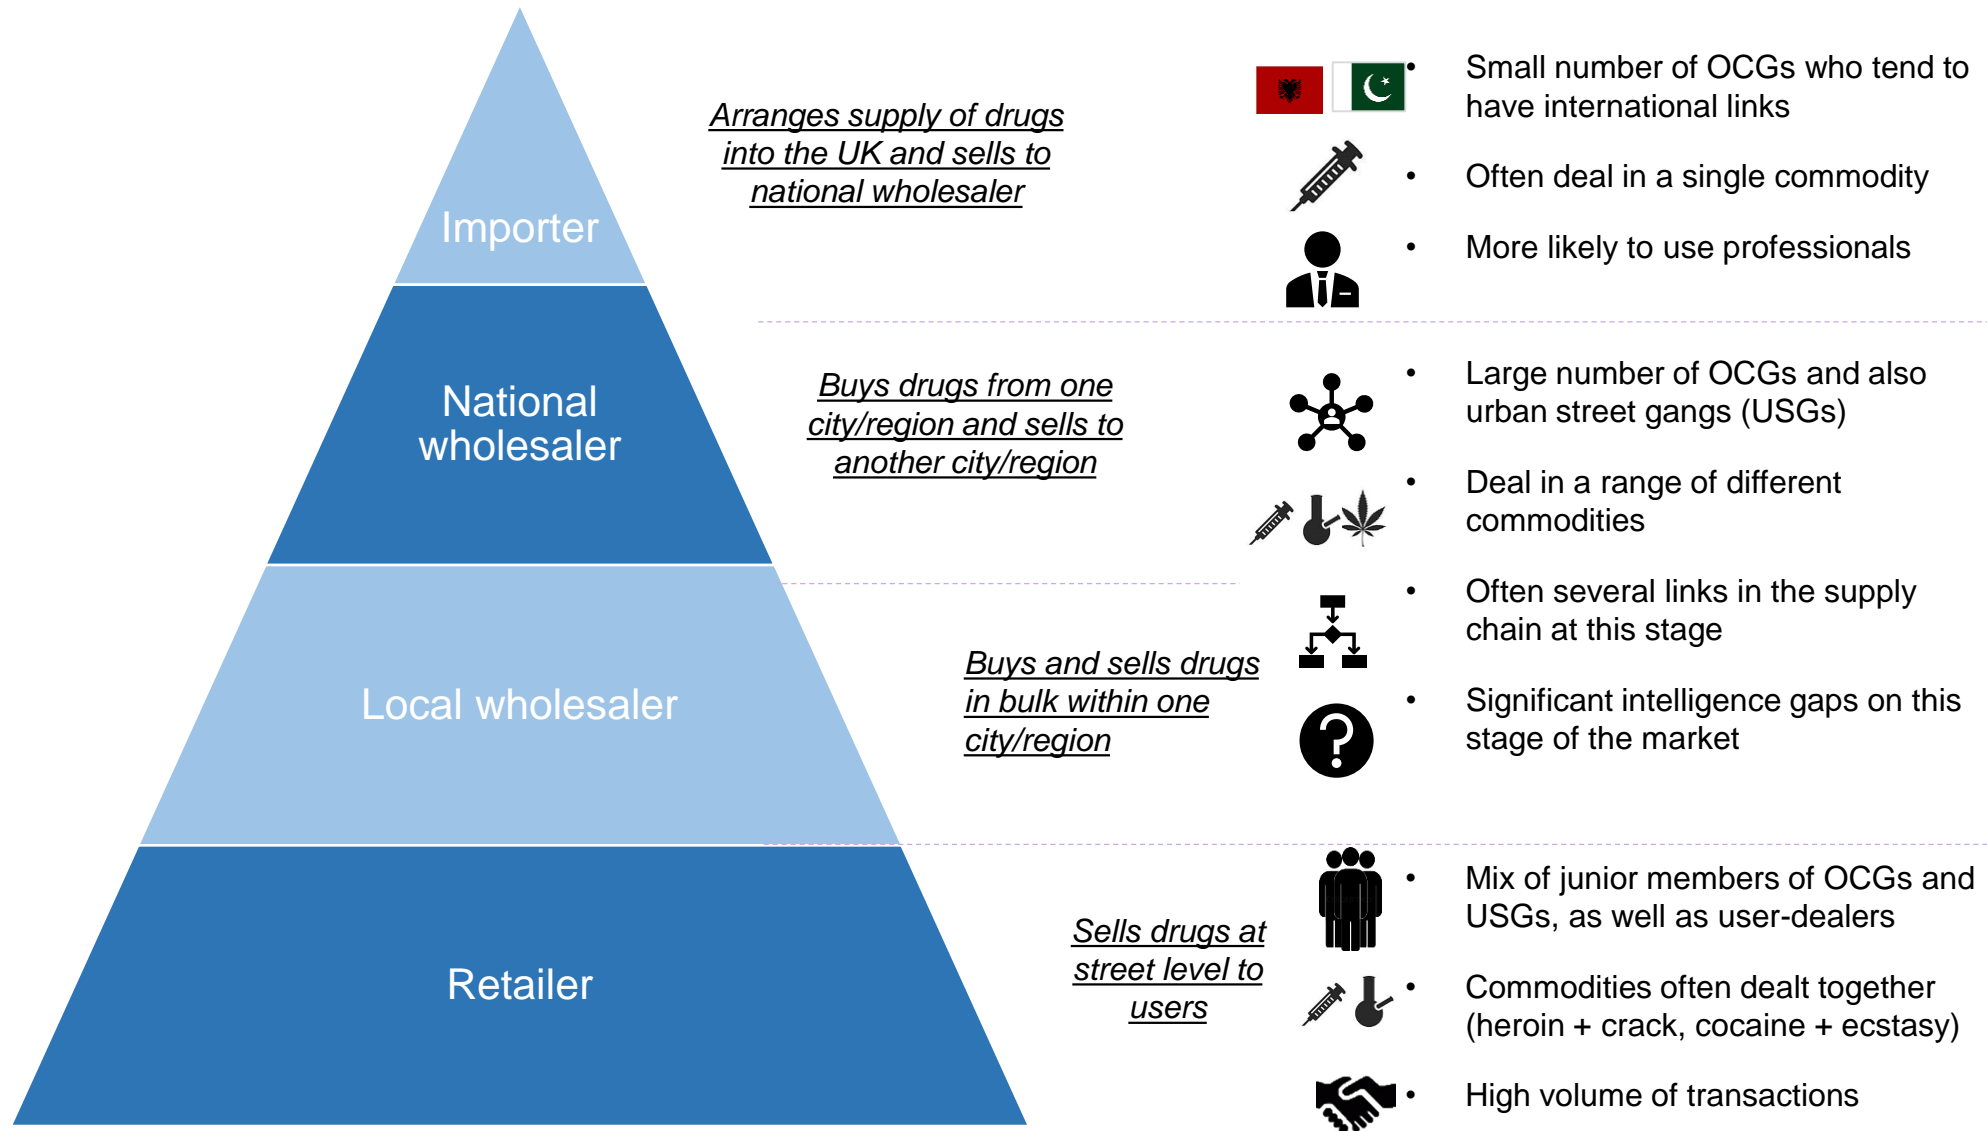 Importer
Arranges supply of drugs
into the UK and sells to
national wholesaler
• Small number of OCGs who tend to
have international links
• Often deal in a single commodity
• More likely to use professionals
National
wholesaler
Buys drugs from one
city/region and sells to
another city/region
• Large number of OCGs and also
urban street gangs (USGs)
• Deal in a range of different
commodities
Local wholesaler
Buys and sells drugs
in bulk within one
city/region
• Often several links in the supply
chain at this stage
• Significant intelligence gaps on this
stage of the market
?
Retailer
Sells drugs at
street level to
users
• Mix of junior members of OCGs and
USGs, as well as user-dealers
• Commodities often dealt together
(heroin + crack, cocaine + ecstasy)
• High volume of transactions